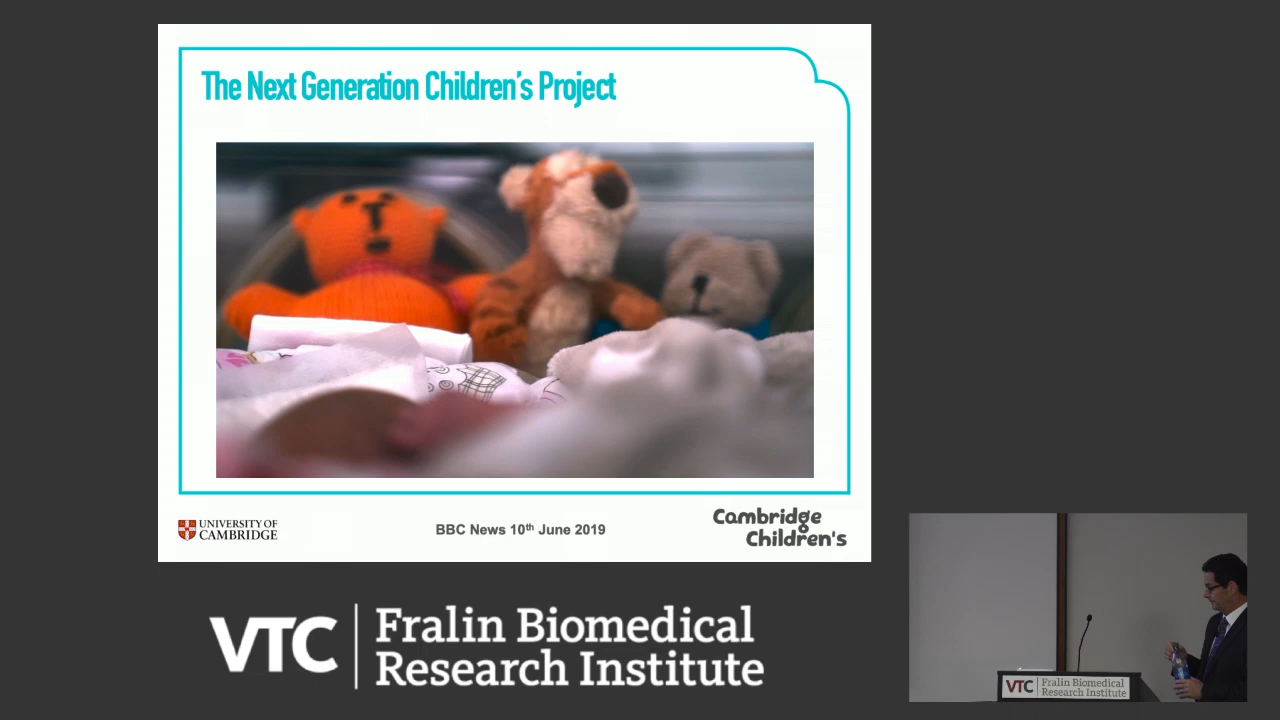 The Next Generation Children's Project
UNIVERSITY OF
CAMBRIDGE
BBC News 10th June 2019
Cambridge
Children's
VTC
Fralin Biomedical
Research Institute
VTC
Fralin Biomedical
Research Institute